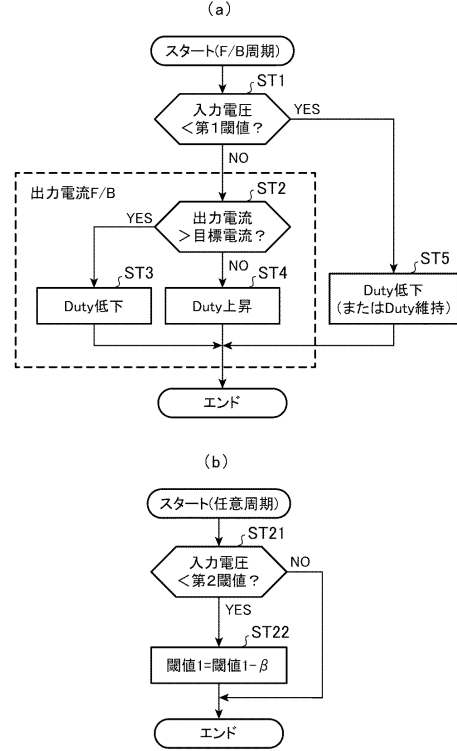 (a)
スタート(F/B周期)
ST1
入力電圧
<第1閾値?
YES
NO
出力電流F/B
ST2
YES
出力電流
>目標電流?
ST3
NO
ST4
ST5
Duty低下
Duty上昇
Duty低下
(またはDuty維持)
エンド
(b)
スタート(任意周期)
ST21
入力電圧
<第2閾値?
NO
YES
ST22
閾値1=閾値1-β
エンド